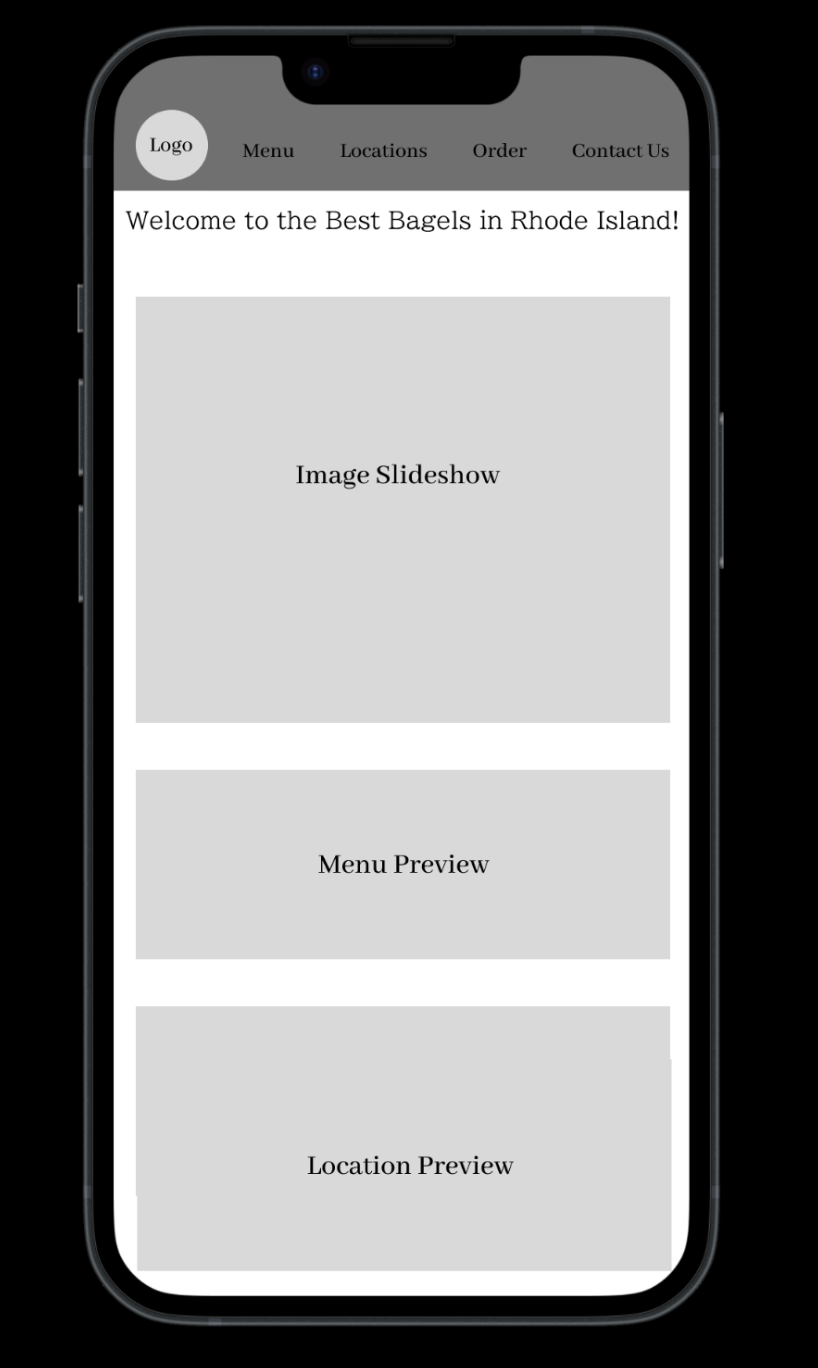 Logo Menu Locations Order Contact Us
Welcome to the Best Bagels in Rhode Island!
Image Slideshow
Menu Preview
Location Preview